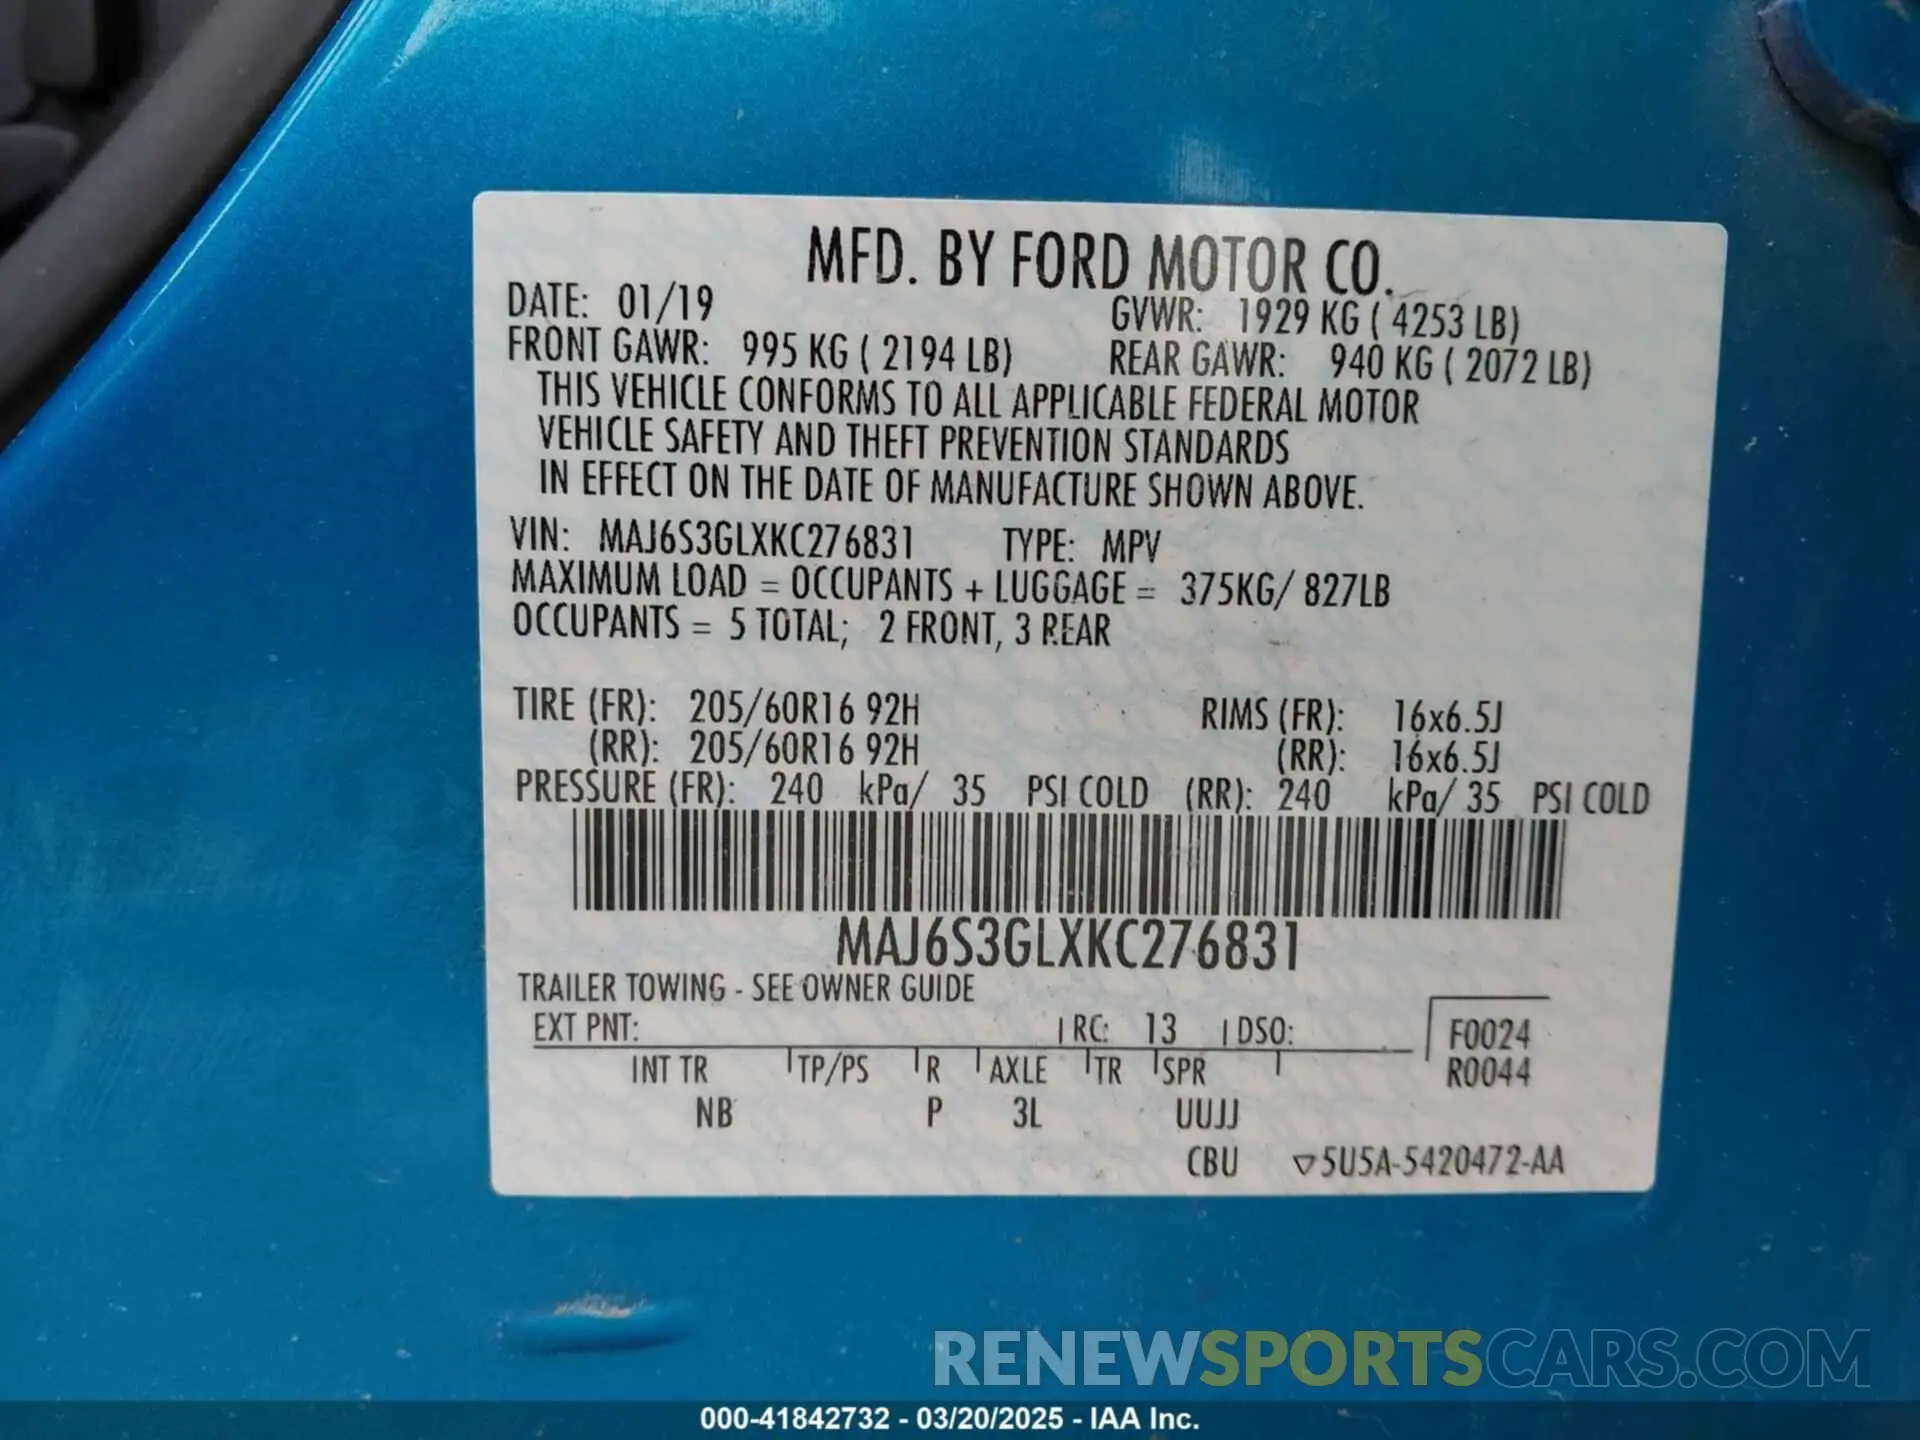 MFD. BY FORD MOTOR CO.
DATE: 01/19 GVWR: 1929 KG ( 4253 LB)
FRONT GAWR: 995 KG ( 2194 LB) REAR GAWR: 940 KG ( 2072 LB)
THIS VEHICLE CONFORMS TO ALL APPLICABLE FEDERAL MOTOR
VEHICLE SAFETY AND THEFT PREVENTION STANDARDS
IN EFFECT ON THE DATE OF MANUFACTURE SHOWN ABOVE.
VIN: MAJ6S3GLXKC276831 TYPE: MPV
MAXIMUM LOAD = OCCUPANTS + LUGGAGE = 375KG/ 827LB
OCCUPANTS = 5 TOTAL; 2 FRONT, 3 REAR
TIRE (FR): 205/60R16 92H RIMS (FR): 16x6.5J
(RR): 205/60R16 92H (RR): 16x6.5J
PRESSURE (FR): 240 kPa/ 35 PSI COLD (RR): 240 kPa/ 35 PSI COLD
MAJ6S3GLXKC276831
TRAILER TOWING - SEE OWNER GUIDE
EXT PNT: RC: 13 DSO: F0024
INT TR TP/PS R AXLE TR SPR R0044
NB P 3L UUJJ
CBU ▽5U5A-5420472-AA
RENEWSPORTSCARS.COM
000-41842732 - 03/20/2025 - IAA Inc.